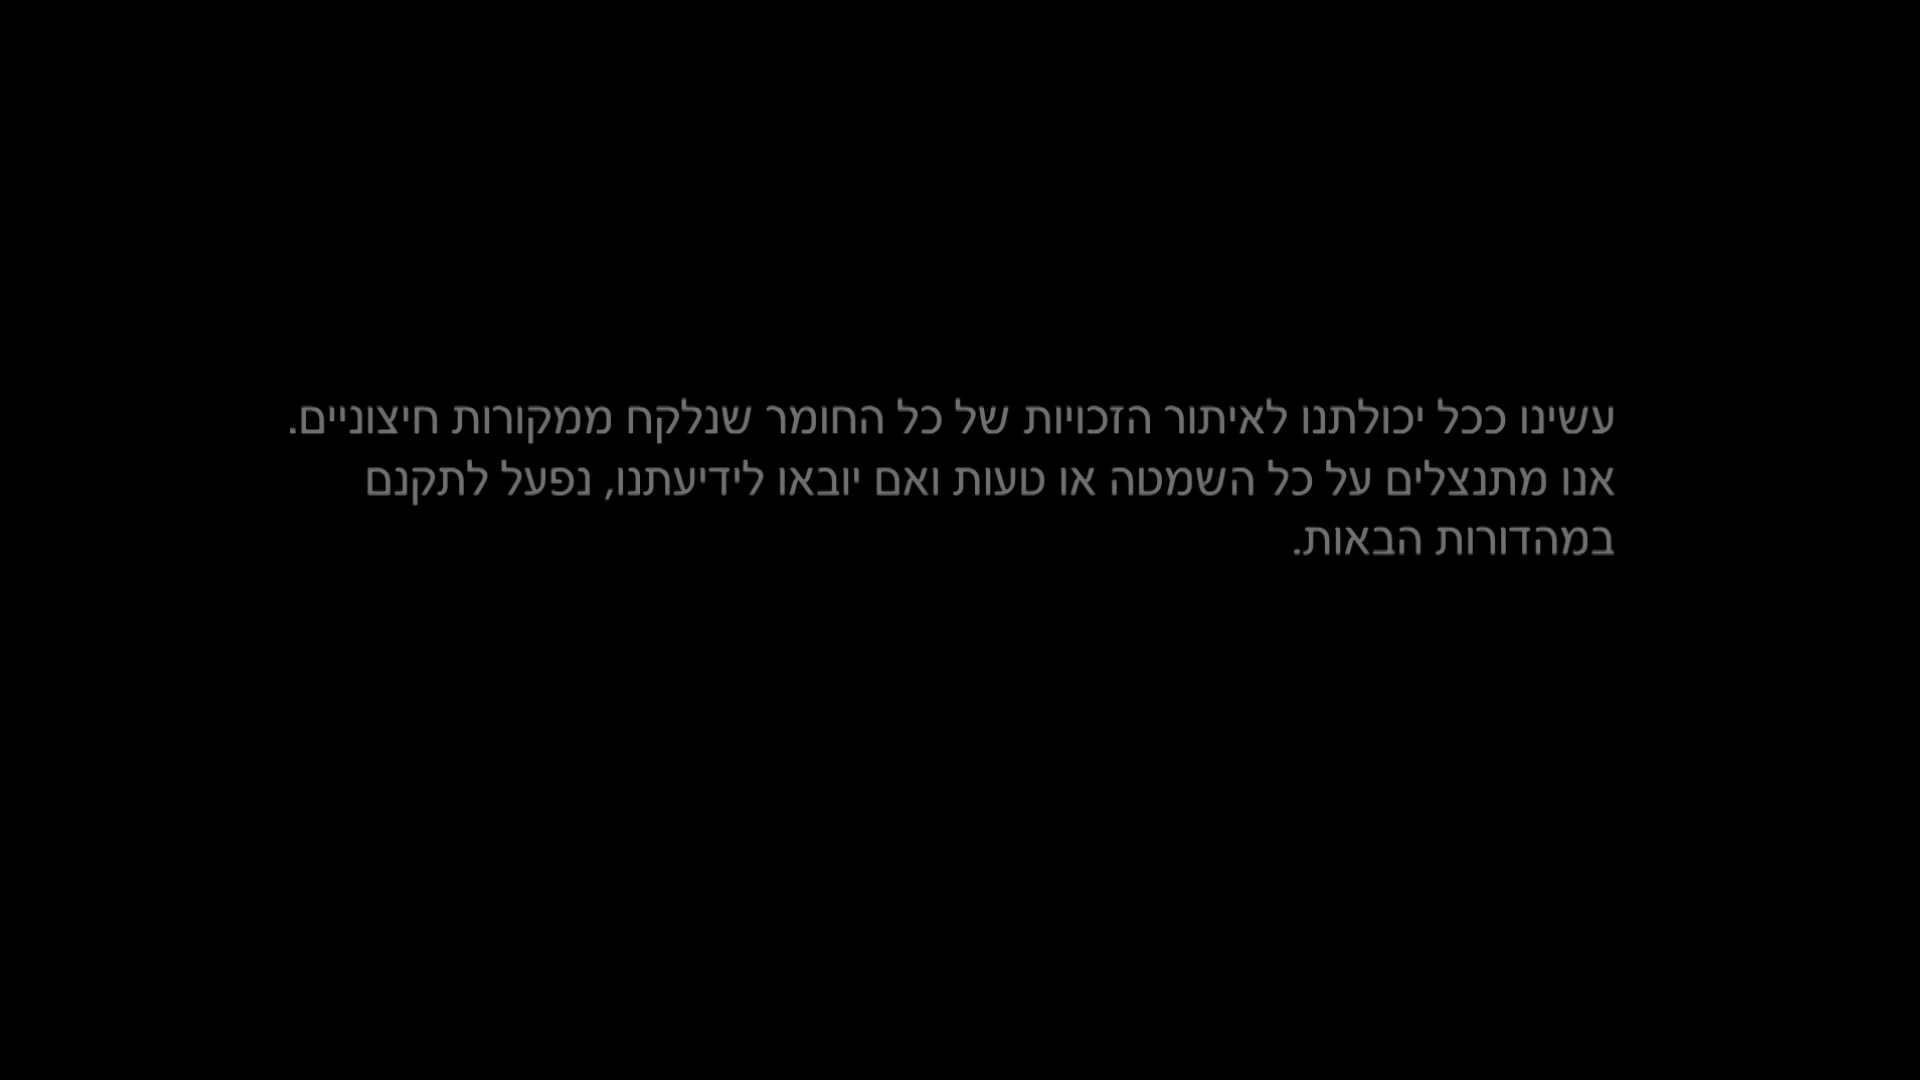 עשינו ככל יכולתנו לאיתור הזכויות של כל החומר שנלקח ממקורות חיצוניים.
אנו מתנצלים על כל השמטה או טעות ואם יובאו לידיעתנו, נפעל לתקנם
במהדורות הבאות.